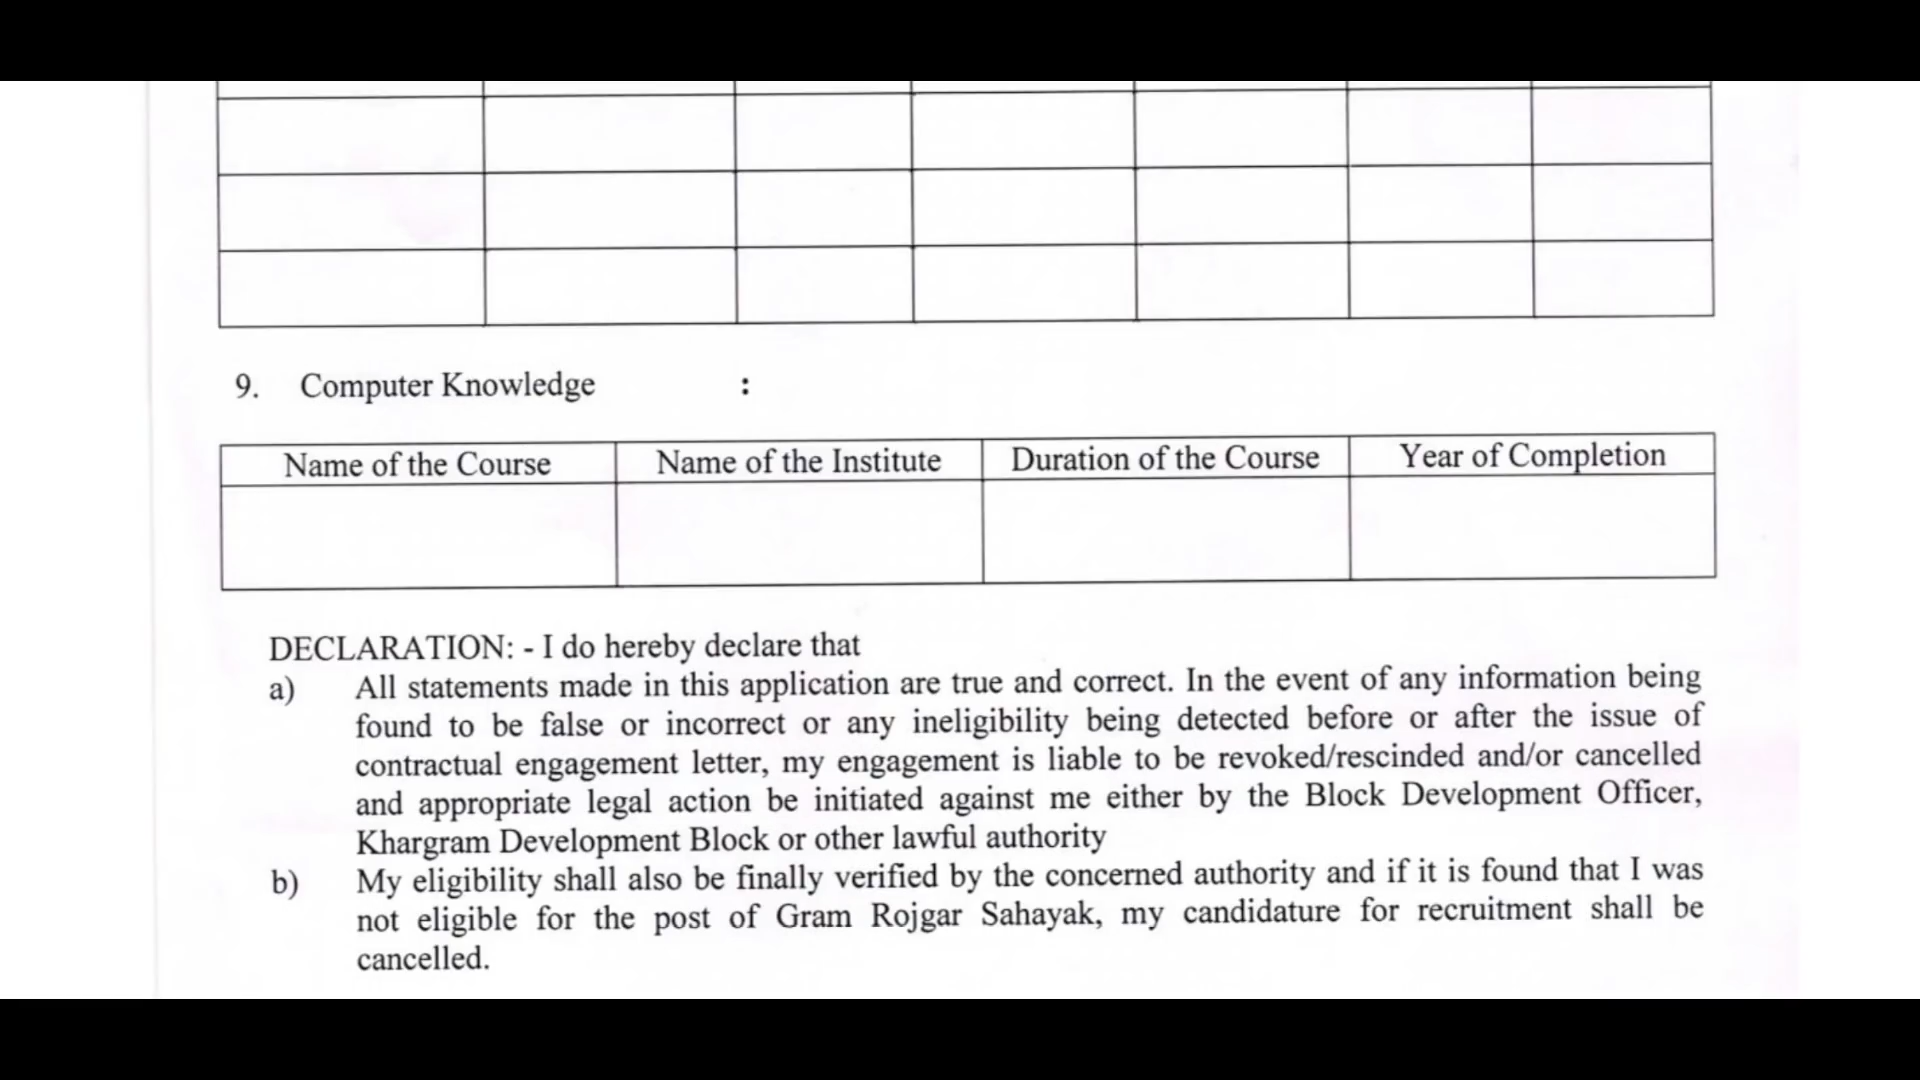 9. Computer Knowledge :
Name of the Course Name of the Institute Duration of the Course Year of Completion
DECLARATION: - I do hereby declare that
a) All statements made in this application are true and correct. In the event of any information being
found to be false or incorrect or any ineligibility being detected before or after the issue of
contractual engagement letter, my engagement is liable to be revoked/rescinded and/or cancelled
and appropriate legal action be initiated against me either by the Block Development Officer,
Khargram Development Block or other lawful authority
b) My eligibility shall also be finally verified by the concerned authority and if it is found that I was
not eligible for the post of Gram Rojgar Sahayak, my candidature for recruitment shall be
cancelled.